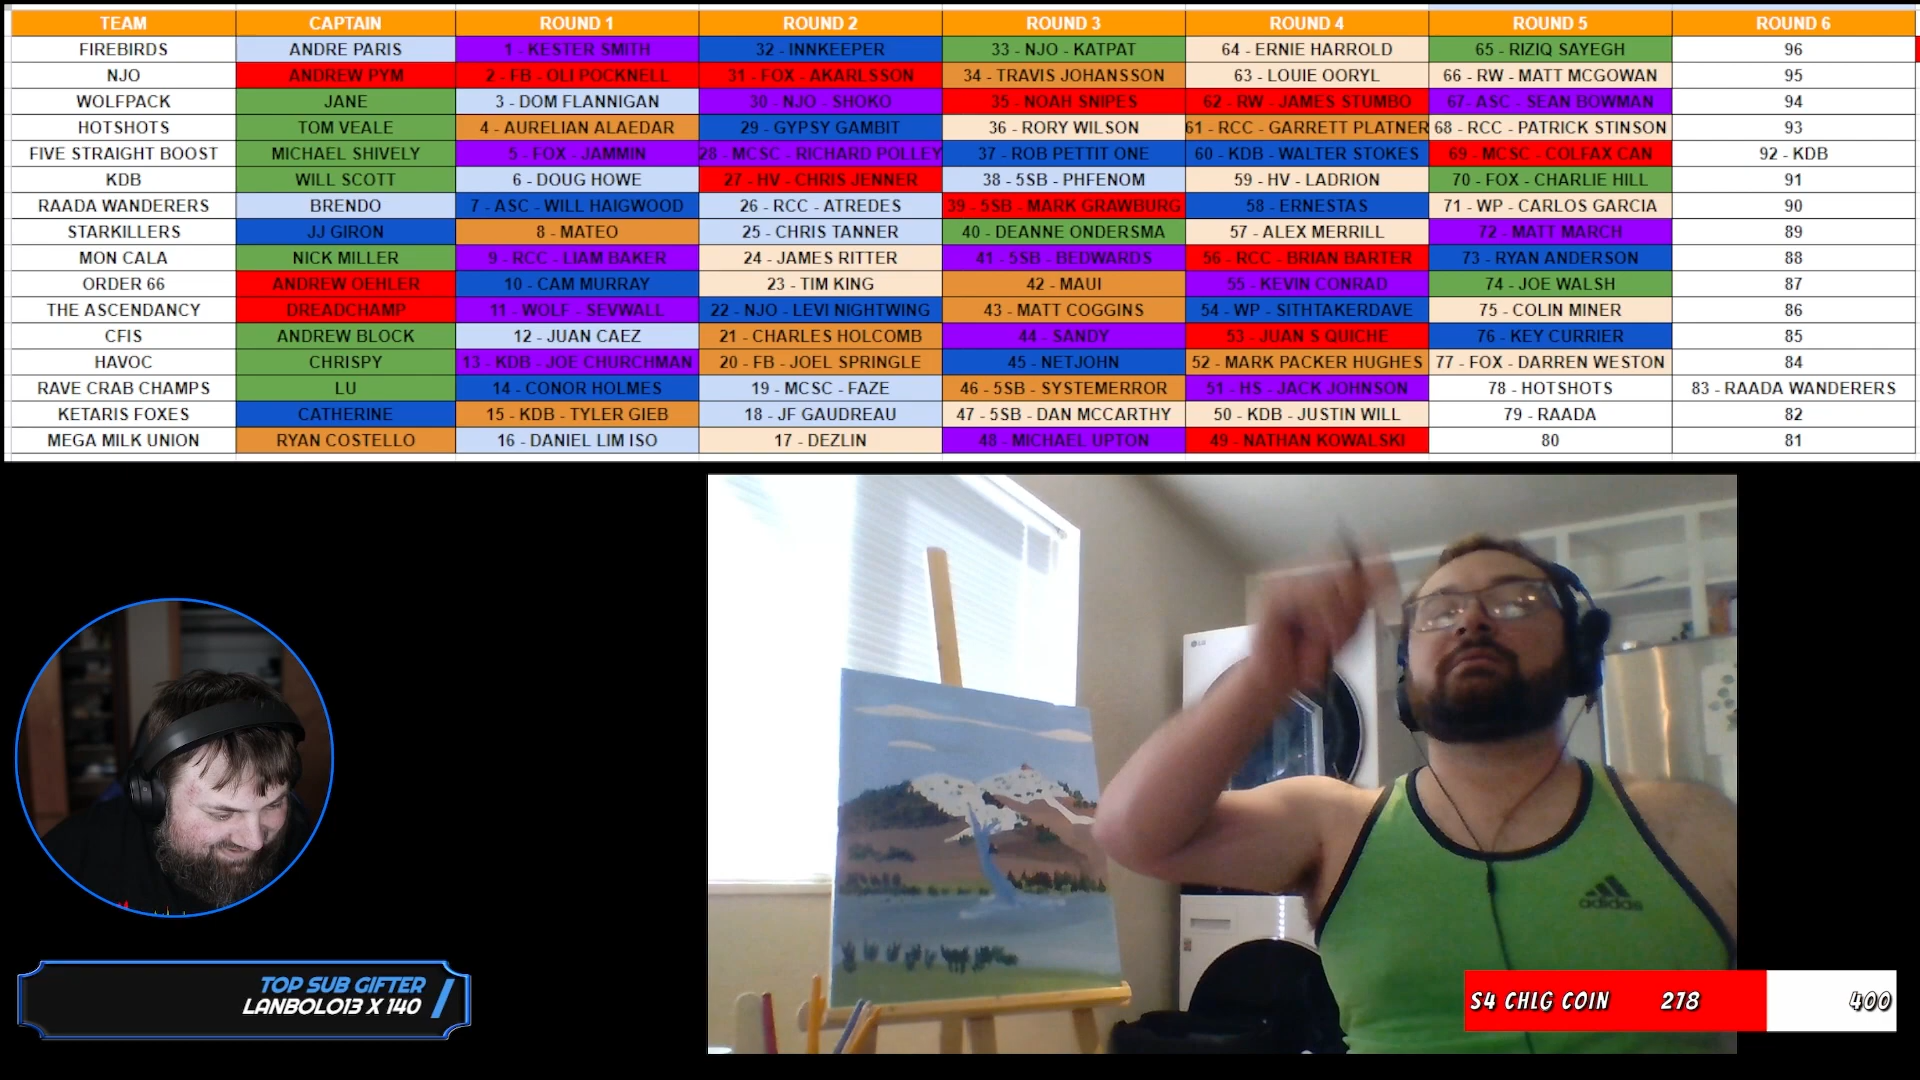 TEAM CAPTAIN ROUND 1 ROUND 2 ROUND 3 ROUND 4 ROUND 5 ROUND 6
FIREBIRDS ANDRE PARIS 1 - KESTER SMITH 32 - INNKEEPER 33 - NJO - KATPAT 64 - ERNIE HARROLD 65 - RIZIQ SAYEGH 96
NJO ANDREW PYM 2 - FB - OLI POCKNELL 31 - FOX - AKARLSSON 34 - TRAVIS JOHANSSON 63 - LOUIE OORYL 66 - RW - MATT MCGOWAN 95
WOLFPACK JANE 3 - DOM FLANNIGAN 30 - NJO - SHOKO 35 - NOAH SNIPES 62 - RW - JAMES STUMBO 67- ASC - SEAN BOWMAN 94
HOTSHOTS TOM VEALE 4 - AURELIAN ALAEDAR 29 - GYPSY GAMBIT 36 - RORY WILSON 61 - RCC - GARRETT PLATNER 68 - RCC - PATRICK STINSON 93
FIVE STRAIGHT BOOST MICHAEL SHIVELY 5 - FOX - JAMMIN 28 - MCSC - RICHARD POLLEY 37 - ROB PETTIT ONE 60 - KDB - WALTER STOKES 69 - MCSC - COLFAX CAN 92 - KDB
KDB WILL SCOTT 6 - DOUG HOWE 27 - HV - CHRIS JENNER 38 - 5SB - PHFENOM 59 - HV - LADRION 70 - FOX - CHARLIE HILL 91
RAADA WANDERERS BRENDO 7 - ASC - WILL HAIGWOOD 26 - RCC - ATREDES 39 - 5SB - MARK GRAWBURG 58 - ERNESTAS 71 - WP - CARLOS GARCIA 90
STARKILLERS JJ GIRON 8 - MATEO 25 - CHRIS TANNER 40 - DEANNE ONDERSMA 57 - ALEX MERRILL 72 - MATT MARCH 89
MON CALA NICK MILLER 9 - RCC - LIAM BAKER 24 - JAMES RITTER 41 - 5SB - BEDWARDS 56 - RCC - BRIAN BARTER 73 - RYAN ANDERSON 88
ORDER 66 ANDREW OEHLER 10 - CAM MURRAY 23 - TIM KING 42 - MAUI 55 - KEVIN CONRAD 74 - JOE WALSH 87
THE ASCENDANCY DREADCHAMP 11 - WOLF - SEVWALL 22 - NJO - LEVI NIGHTWING 43 - MATT COGGINS 54 - WP - SITHTAKERDAVE 75 - COLIN MINER 86
CFIS ANDREW BLOCK 12 - JUAN CAEZ 21 - CHARLES HOLCOMB 44 - SANDY 53 - JUAN S QUICHE 76 - KEY CURRIER 85
HAVOC CHRISPY 13 - KDB - JOE CHURCHMAN 20 - FB - JOEL SPRINGLE 45 - NETJOHN 52 - MARK PACKER HUGHES 77 - FOX - DARREN WESTON 84
RAVE CRAB CHAMPS LU 14 - CONOR HOLMES 19 - MCSC - FAZE 46 - 5SB - SYSTEMERROR 51 - HS - JACK JOHNSON 78 - HOTSHOTS 83 - RAADA WANDERERS
KETARIS FOXES CATHERINE 15 - KDB - TYLER GIEB 18 - JF GAUDREAU 47 - 5SB - DAN MCCARTHY 50 - KDB - JUSTIN WILL 79 - RAADA 82
MEGA MILK UNION RYAN COSTELLO 16 - DANIEL LIM ISO 17 - DEZLIN 48 - MICHAEL UPTON 49 - NATHAN KOWALSKI 80 81
LG
adidas
TOP SUB GIFTER
LANBOLO13 X 140
S4 CHLG COIN 278 400